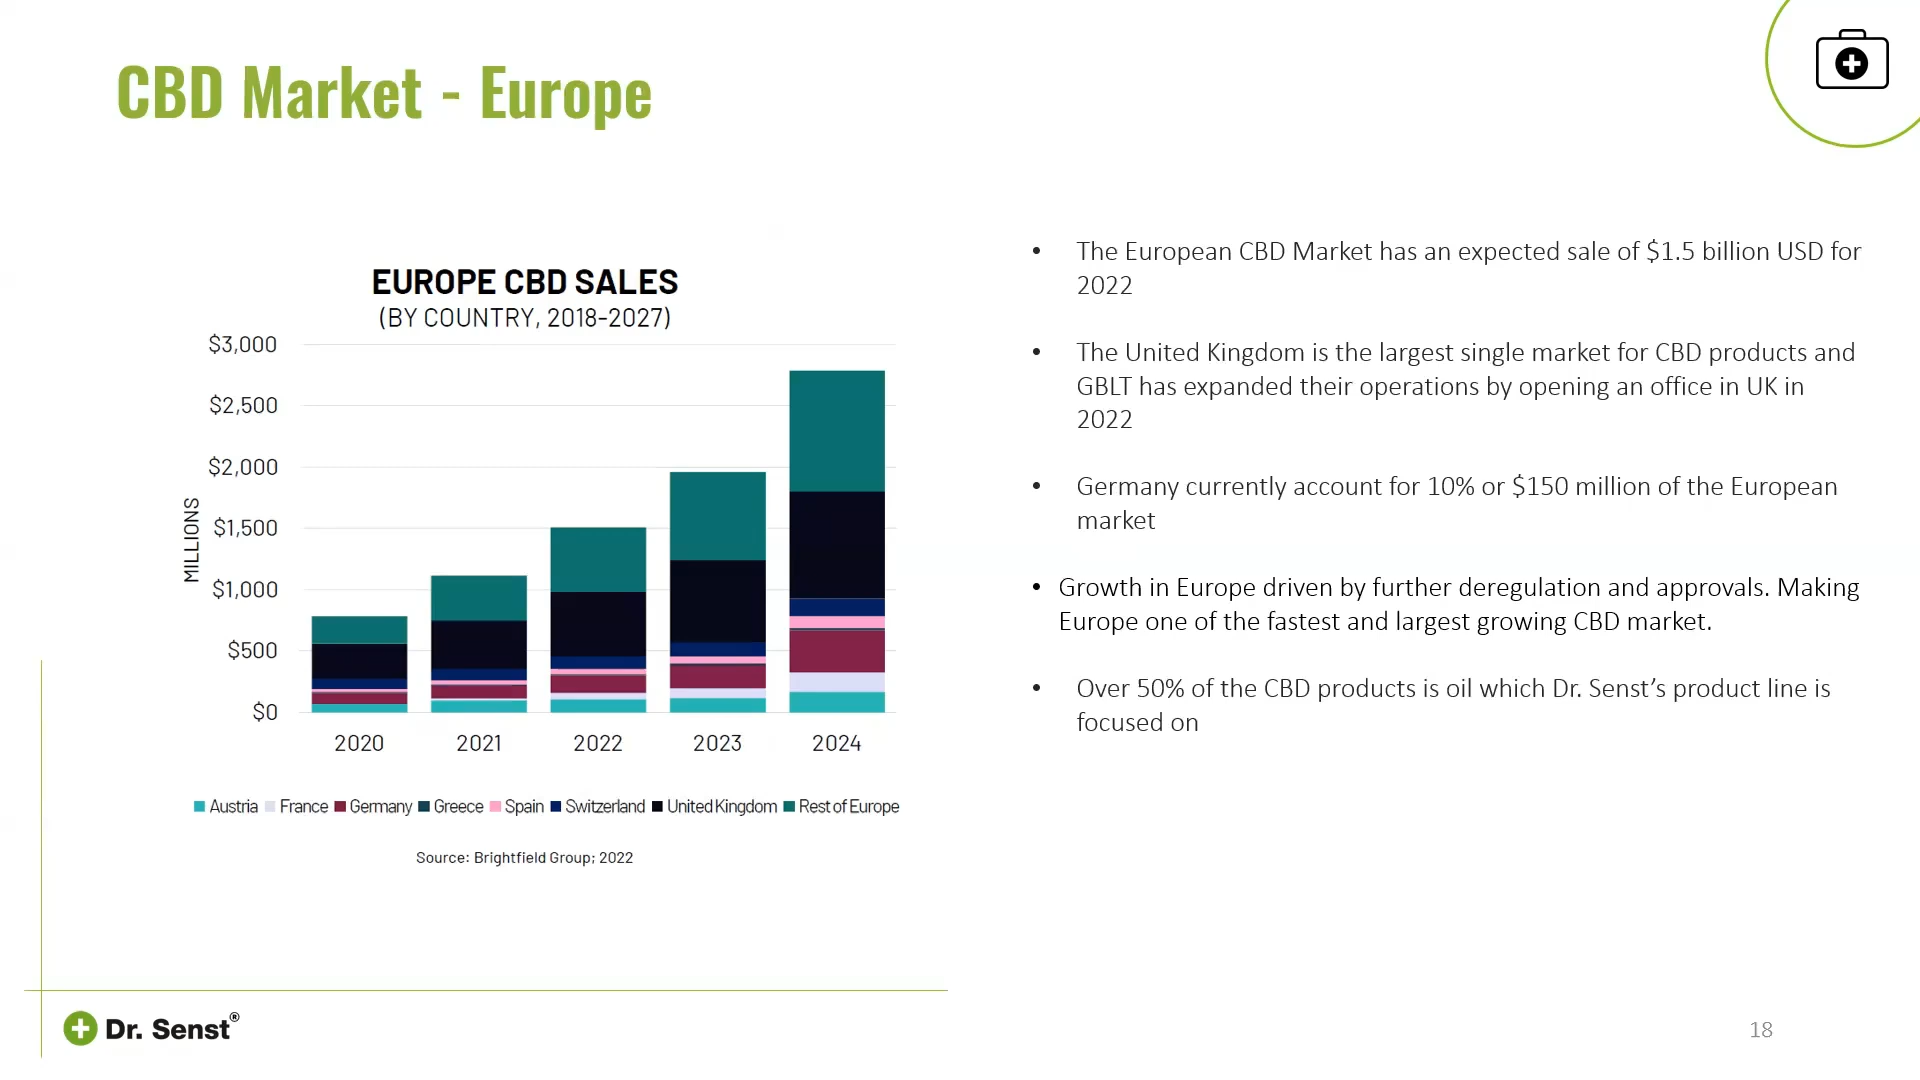 CBD Market - Europe
EUROPE CBD SALES
(BY COUNTRY, 2018-2027)
$3,000
$2,500
$2,000
$1,500
$1,000
$500
$0
MILLIONS
2020 2021 2022 2023 2024
Austria France Germany Greece Spain Switzerland United Kingdom Rest of Europe
Source: Brightfield Group; 2022
• The European CBD Market has an expected sale of $1.5 billion USD for
2022
• The United Kingdom is the largest single market for CBD products and
GBLT has expanded their operations by opening an office in UK in
2022
• Germany currently account for 10% or $150 million of the European
market
• Growth in Europe driven by further deregulation and approvals. Making
Europe one of the fastest and largest growing CBD market.
• Over 50% of the CBD products is oil which Dr. Senst’s product line is
focused on
Dr. Senst®
18